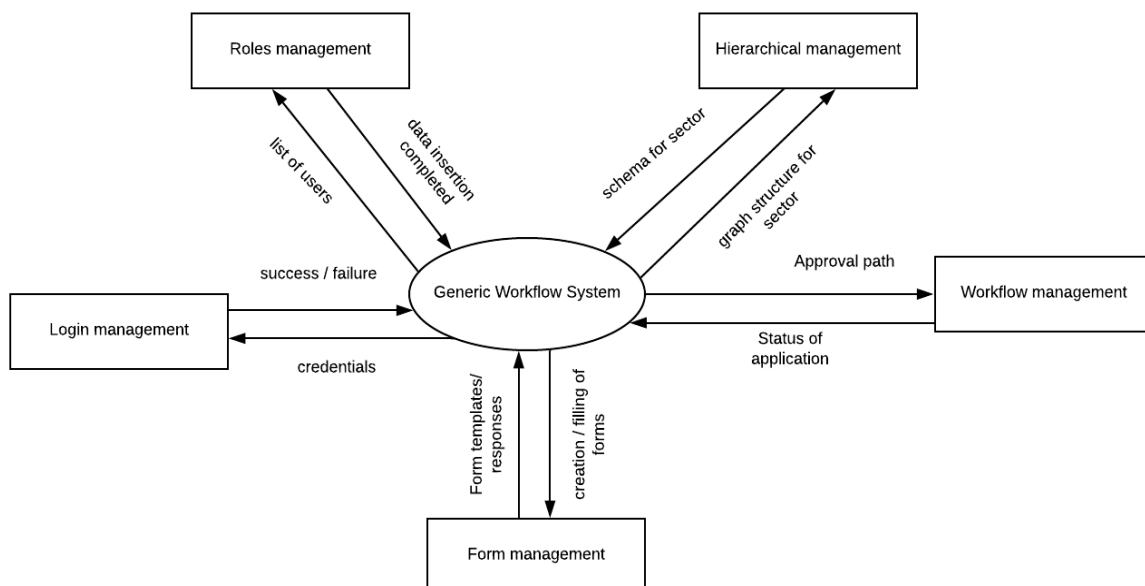 Roles management
Hierarchical management
list of users
data insertion
completed
schema for sector
graph structure for
sector
success / failure
Generic Workflow System
Approval path
Login management
Workflow management
credentials
Status of
application
Form templates/
responses
creation / filling of
forms
Form management